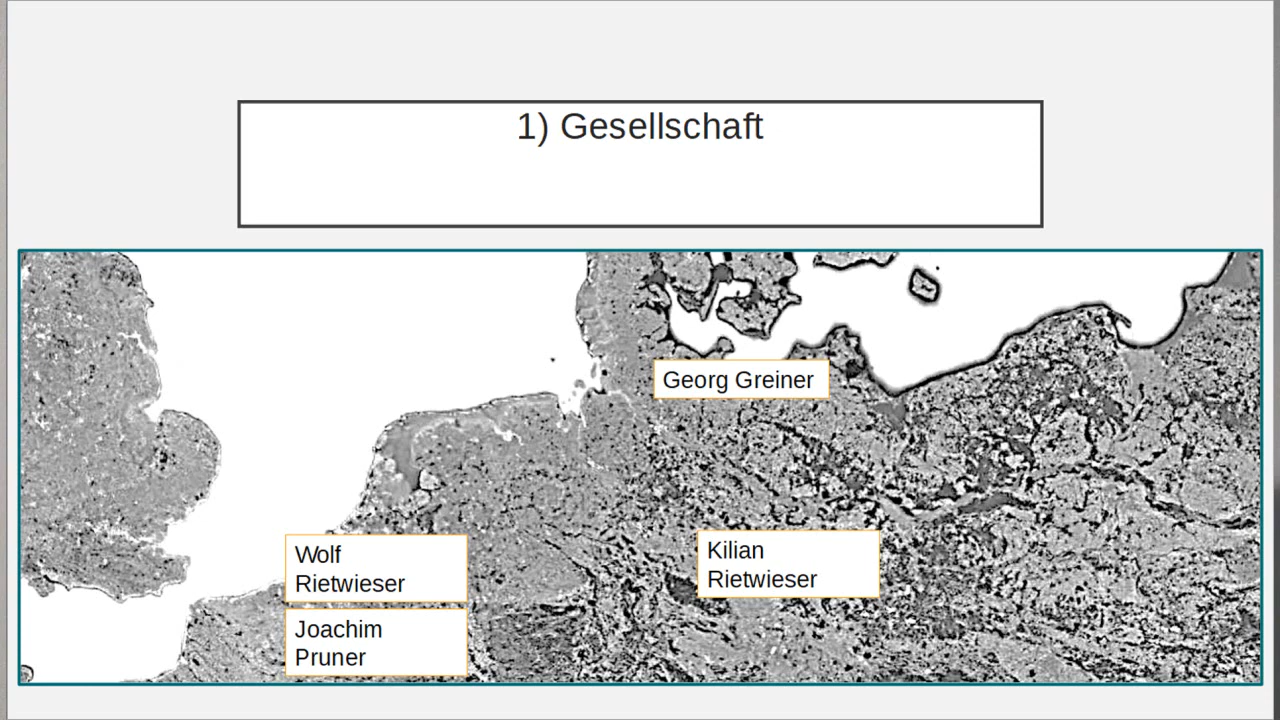 1) Gesellschaft
Georg Greiner
Wolf
Rietwieser
Kilian
Rietwieser
Joachim
Pruner